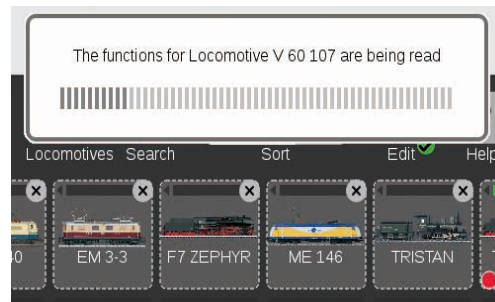 The functions for Locomotive V 60 107 are being read
Locomotives Search Sort Edit Help
40 EM 3-3 F7 ZEPHYR ME 146 TRISTAN